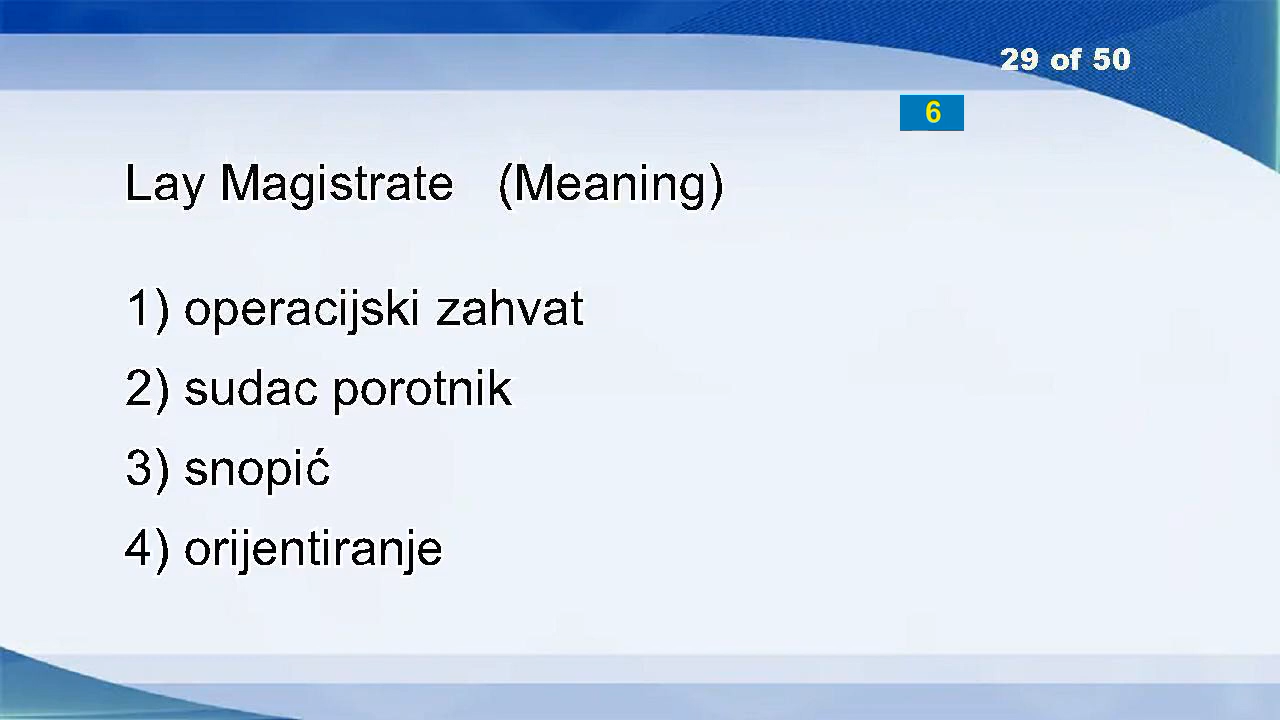 29 of 50
6
Lay Magistrate (Meaning)
1) operacijski zahvat
2) sudac porotnik
3) snopić
4) orijentiranje